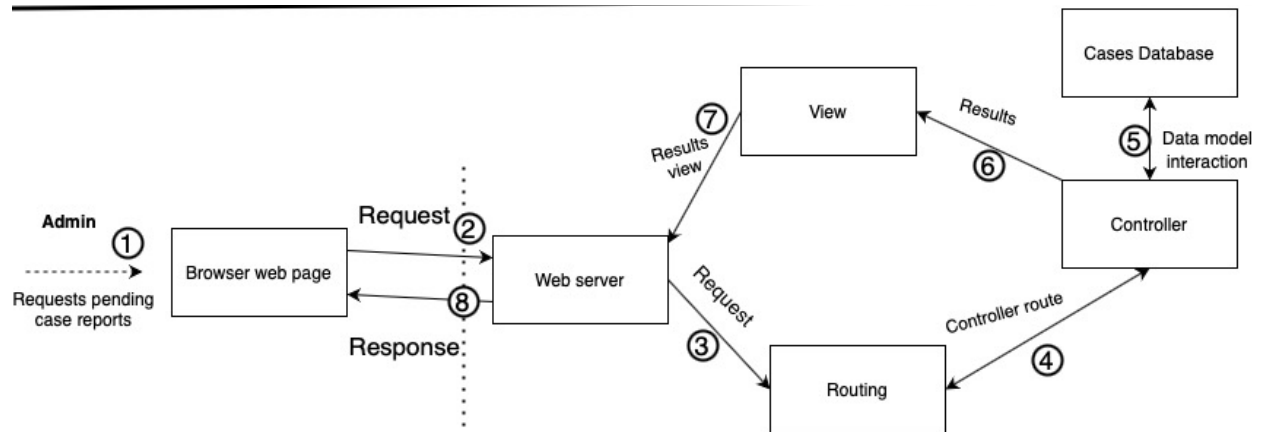 Admin
①
Requests pending
case reports
Browser web page
Request
②
⑧
Response
Web server
Request
③
Routing
Controller route
④
Controller
⑤
Data model
interaction
Cases Database
Results
⑥
View
⑦
Results
view